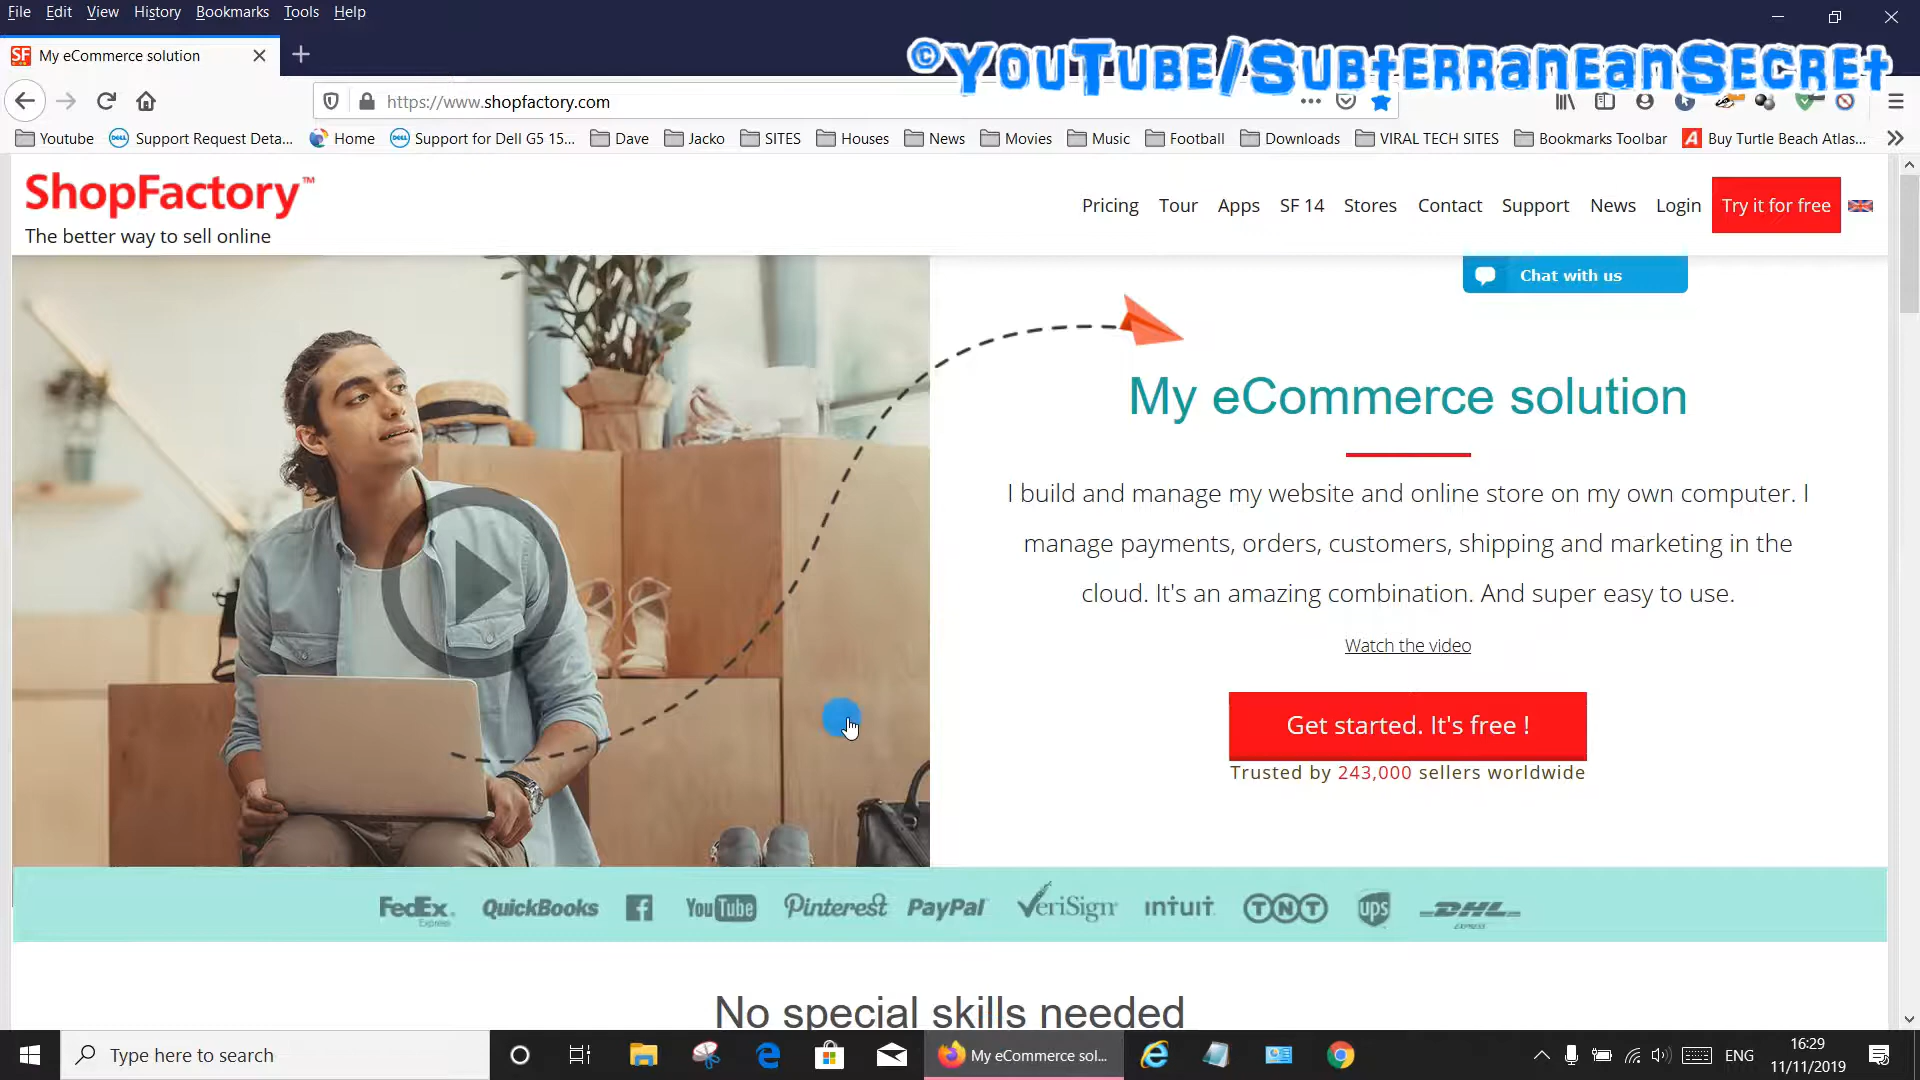 File Edit View History Bookmarks Tools Help
SF My eCommerce solution
©YouTube/SubterraneanSecret
https://www.shopfactory.com
Youtube Support Request Deta... Home Support for Dell G5 15... Dave Jacko SITES Houses News Movies Music Football Downloads VIRAL TECH SITES Bookmarks Toolbar Buy Turtle Beach Atlas...
ShopFactory™
The better way to sell online
Pricing Tour Apps SF 14 Stores Contact Support News Login Try it for free
Chat with us
My eCommerce solution
I build and manage my website and online store on my own computer. I
manage payments, orders, customers, shipping and marketing in the
cloud. It's an amazing combination. And super easy to use.
Watch the video
Get started. It's free !
Trusted by 243,000 sellers worldwide
FedEx Express QuickBooks YouTube Pinterest PayPal VeriSign intuit TNT ups DHL EXPRESS
No special skills needed
Type here to search
My eCommerce sol...
ENG
16:29
11/11/2019